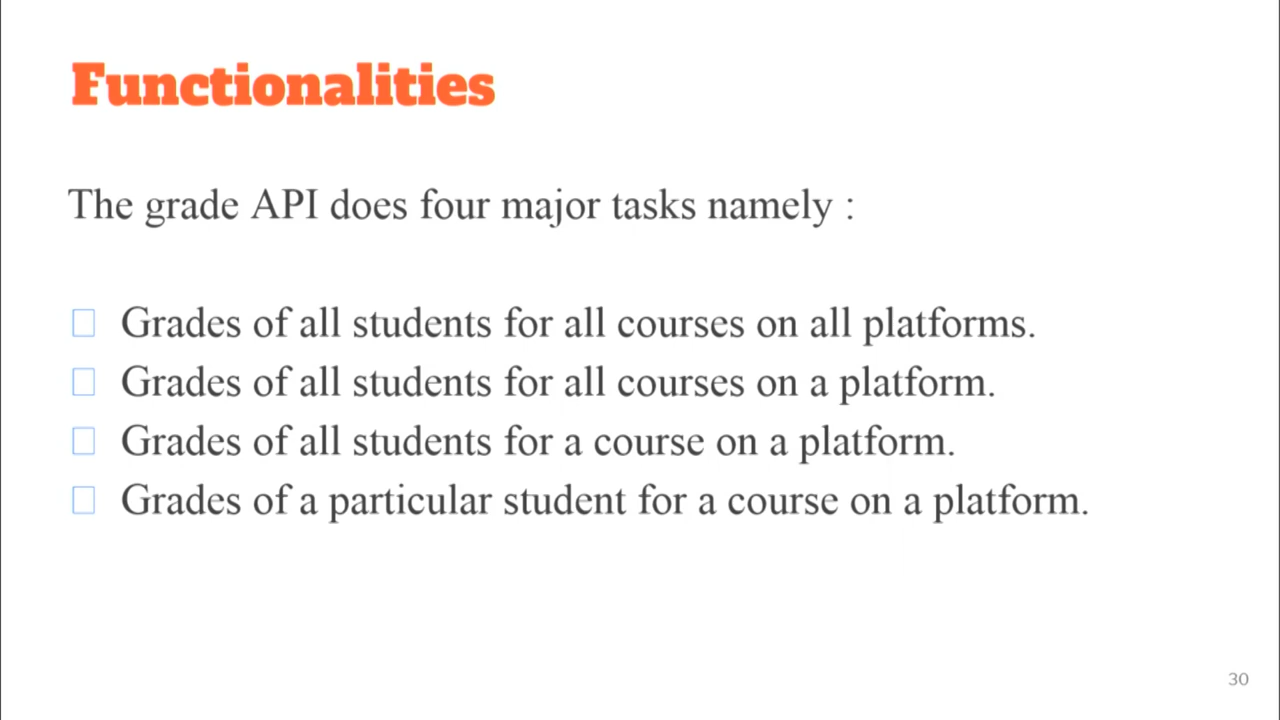 Functionalities
The grade API does four major tasks namely :
Grades of all students for all courses on all platforms.
Grades of all students for all courses on a platform.
Grades of all students for a course on a platform.
Grades of a particular student for a course on a platform.
30